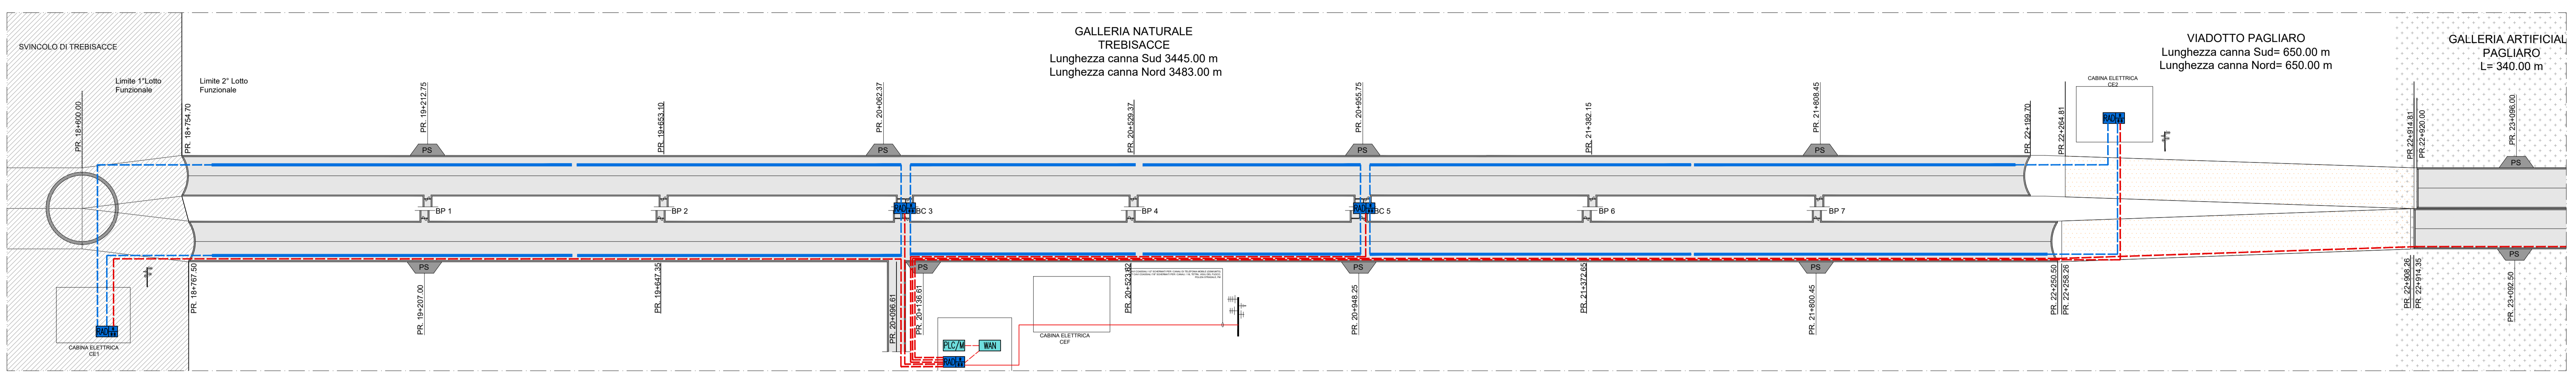 SVINCOLO DI TREBISACCE
Limite 1°Lotto
Funzionale
Limite 2° Lotto
Funzionale
GALLERIA NATURALE
TREBISACCE
Lunghezza canna Sud 3445.00 m
Lunghezza canna Nord 3483.00 m
VIADOTTO PAGLIARO
Lunghezza canna Sud= 650.00 m
Lunghezza canna Nord= 650.00 m
GALLERIA ARTIFICIAL
PAGLIARO
L= 340.00 m
CABINA ELETTRICA
CE2
PR. 18+600.00
PR. 18+754.70
PR. 19+212.75
PR. 19+653.10
PR. 20+062.37
PR. 20+529.37
PR. 20+955.75
PR. 21+382.15
PR. 21+808.45
PR. 22+199.70
PR.22+264.81
PR.22+914.81
PR.22+920.00
PR. 23+096.00
PS
PS
PS
PS
PS
BP 1
BP 2
BC 3
BP 4
BC 5
BP 6
BP 7
PS
PS
PS
PS
PS
PR. 18+767.50
PR. 19+207.00
PR. 19+647.35
PR. 20+096.61
PR. 20+136.61
PR. 20+523.62
PR. 20+948.25
PR. 21+372.65
PR. 21+800.45
PR. 22+250.50
PR. 22+258.26
PR. 22+908.26
PR. 22+914.35
PR. 23+092.50
CABINA ELETTRICA
CE1
CABINA ELETTRICA
CEF
PLC/M
WAN